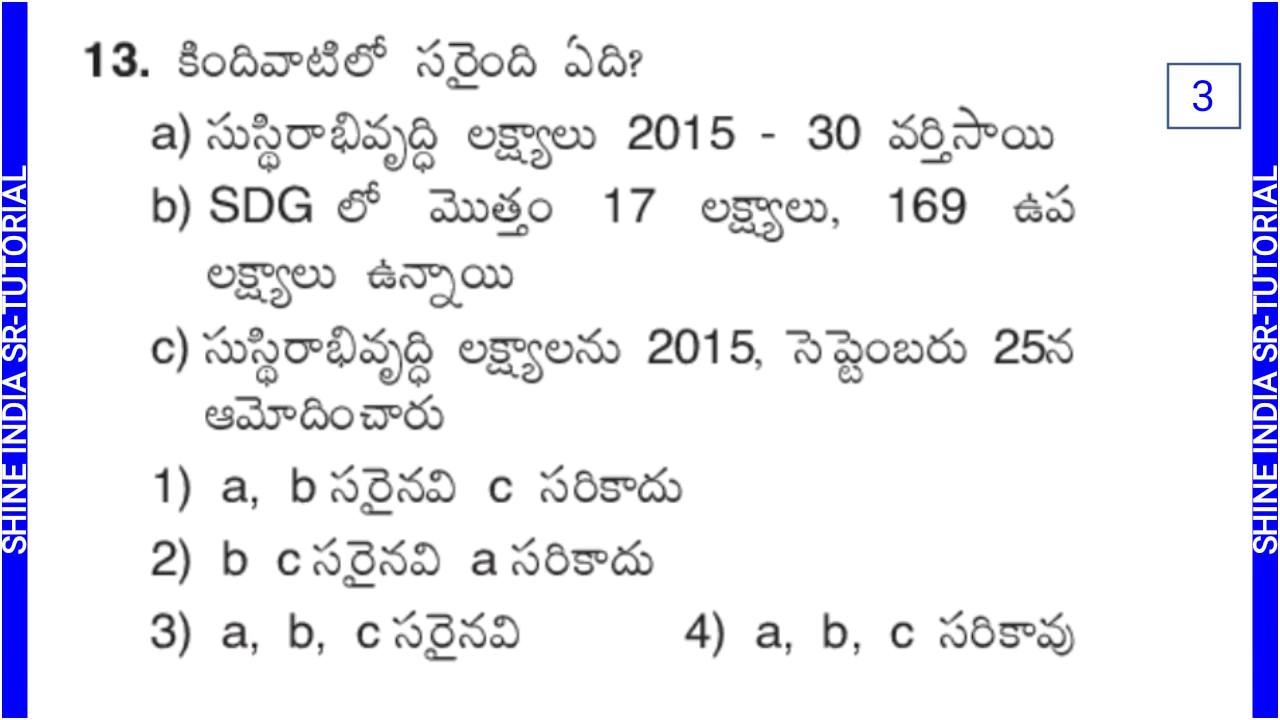 13. కిందివాటిలో సరైంది ఏది?
3
a) సుస్థిరాభివృద్ధి లక్ష్యాలు 2015 - 30 వర్తిసాయి
b) SDG లో మొత్తం 17 లక్ష్యాలు, 169 ఉప
లక్ష్యాలు ఉన్నాయి
c) సుస్థిరాభివృద్ధి లక్ష్యాలను 2015, సెప్టెంబరు 25న
ఆమోదించారు
1) a, b సరైనవి c సరికాదు
2) b c సరైనవి a సరికాదు
3) a, b, c సరైనవి 4) a, b, c సరికావు
SHINE INDIA SR-TUTORIAL
SHINE INDIA SR-TUTORIAL